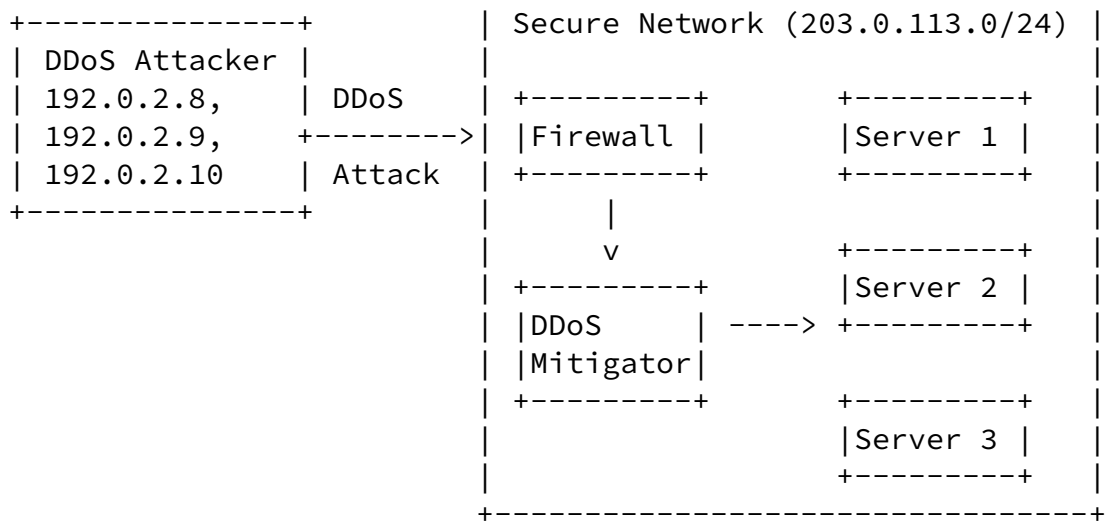 Secure Network (203.0.113.0/24)
DDoS Attacker
192.0.2.8, DDoS
192.0.2.9, Firewall Server 1
192.0.2.10 Attack
Server 2
DDoS
Mitigator
Server 3